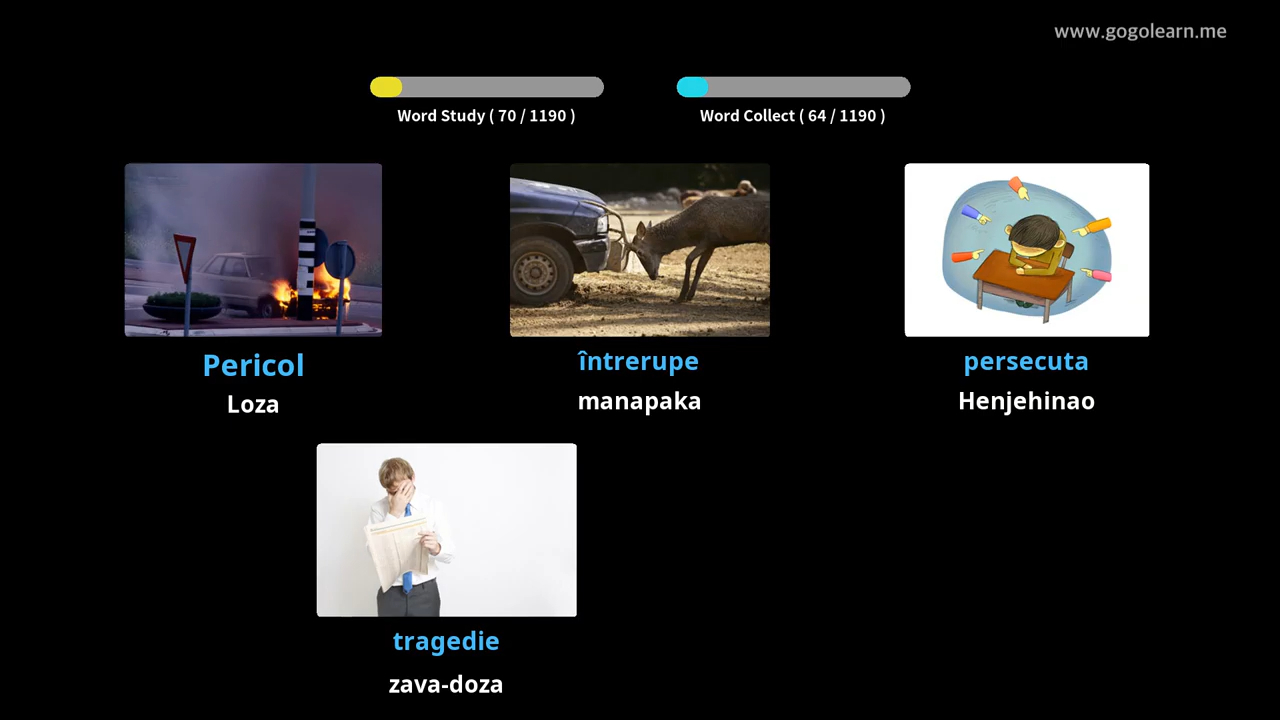 www.gogolearn.me
Word Study ( 70 / 1190 )
Word Collect ( 64 / 1190 )
Pericol
Loza
întrerupe
manapaka
persecuta
Henjehinao
tragedie
zava-doza